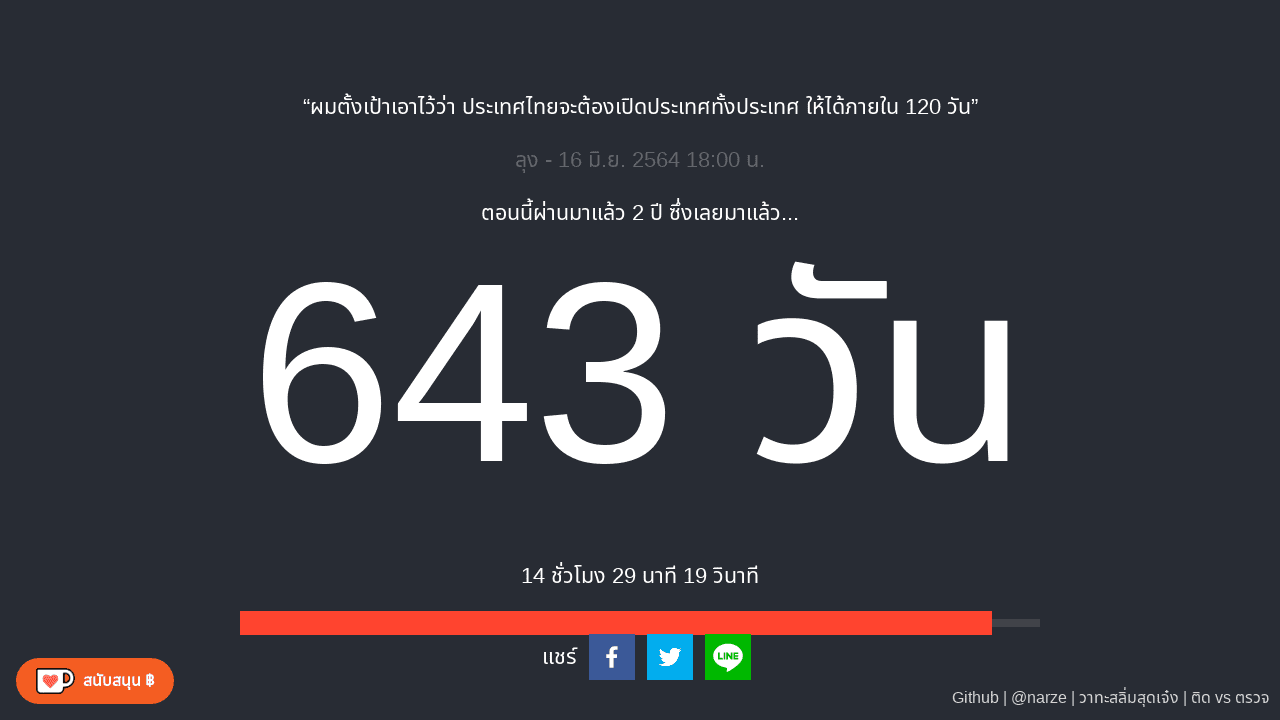 “ผมตั้งเป้าเอาไว้ว่า ประเทศไทยจะต้องเปิดประเทศทั้งประเทศ ให้ได้ภายใน 120 วัน”
ลุง - 16 มิ.ย. 2564 18:00 น.
ตอนนี้ผ่านมาแล้ว 2 ปี ซึ่งเลยมาแล้ว...
643 วัน
14 ชั่วโมง 29 นาที 19 วินาที
แชร์
LINE
สนับสนุน ฿
Github | @narze | วาทะสลิ่มสุดเจ๋ง | ติด vs ตรวจ